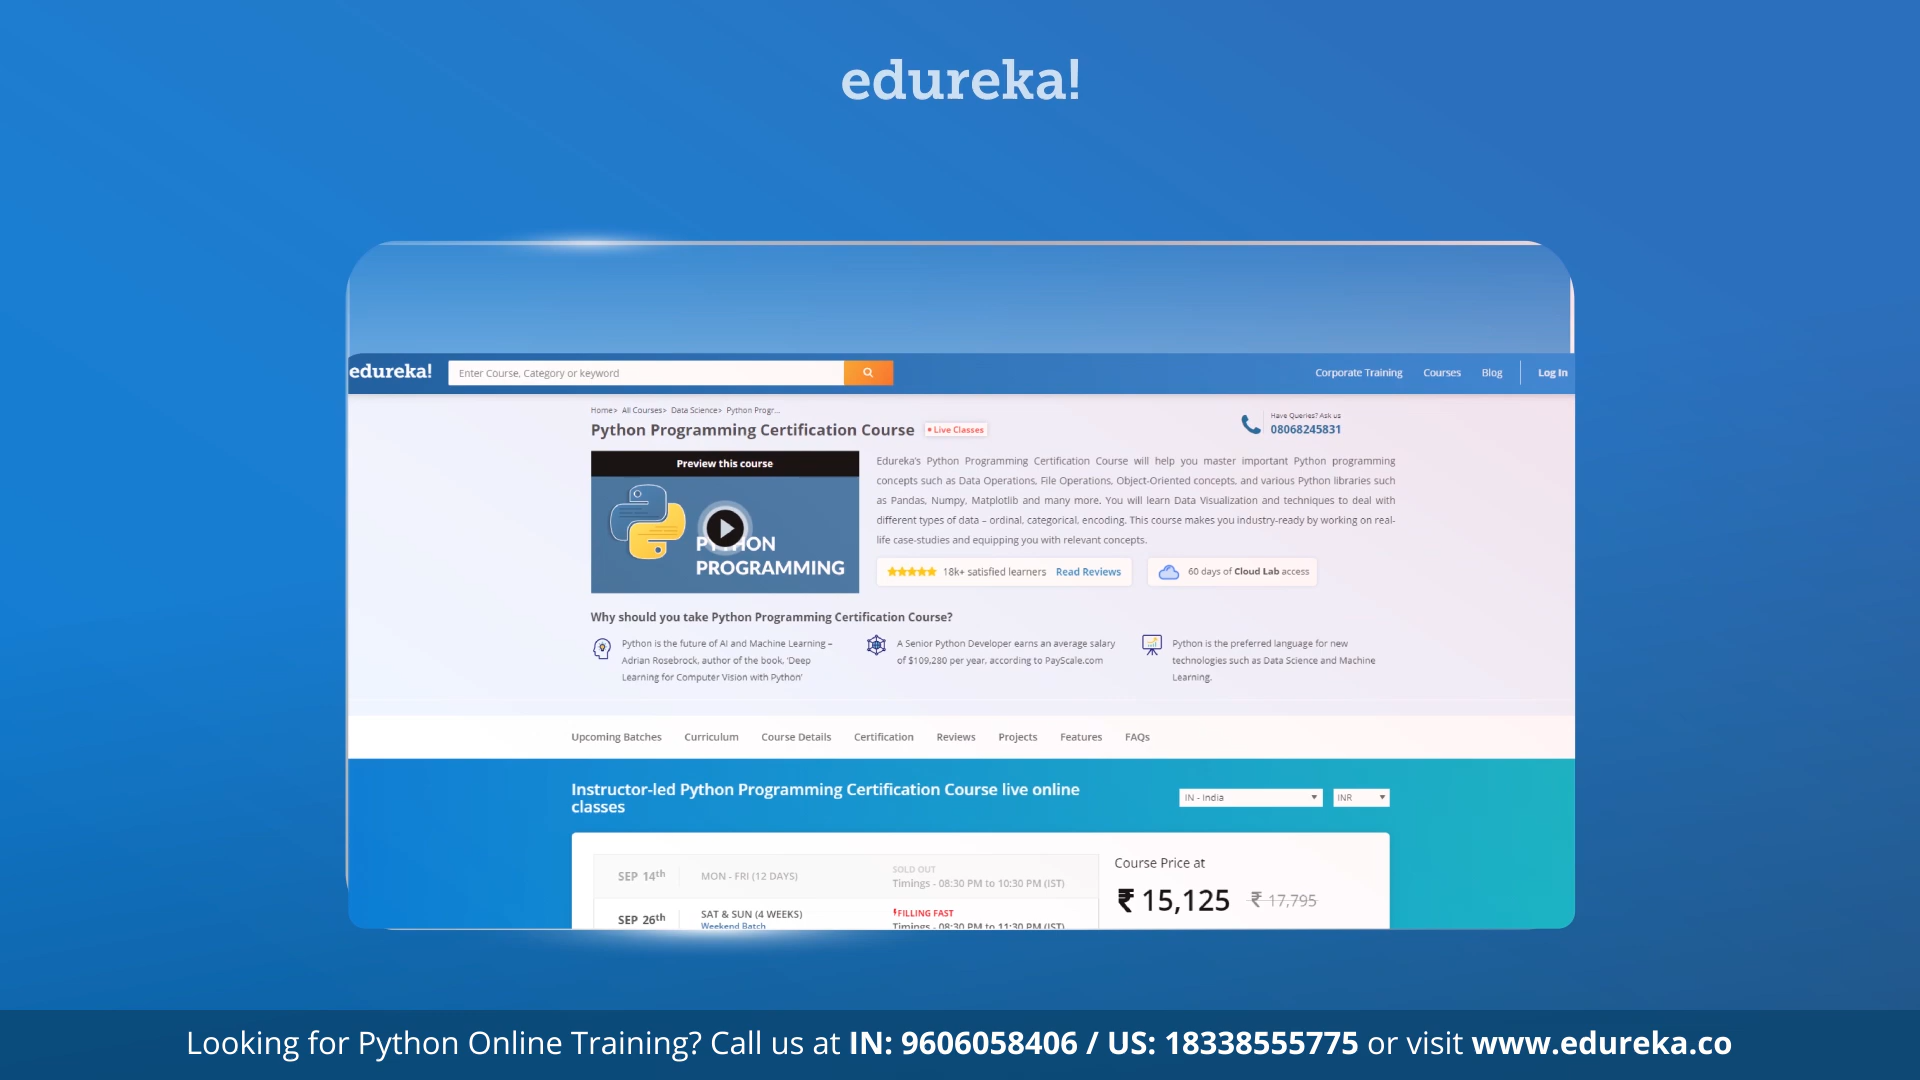 edureka!
edureka!
Enter Course, Category or keyword
Corporate Training
Courses
Blog
Log In
Home> All Courses> Data Science> Python Progr...
Python Programming Certification Course
Live Classes
Have Queries? Ask us
08068245831
Preview this course
PYTHON
PROGRAMMING
Edureka's Python Programming Certification Course will help you master important Python programming
concepts such as Data Operations, File Operations, Object-Oriented concepts, and various Python libraries such
as Pandas, Numpy, Matplotlib and many more. You will learn Data Visualization and techniques to deal with
different types of data – ordinal, categorical, encoding. This course makes you industry-ready by working on real-
life case-studies and equipping you with relevant concepts.
18k+ satisfied learners Read Reviews
60 days of Cloud Lab access
Why should you take Python Programming Certification Course?
Python is the future of AI and Machine Learning –
Adrian Rosebrock, author of the book, 'Deep
Learning for Computer Vision with Python'
A Senior Python Developer earns an average salary
of $109,280 per year, according to PayScale.com
Python is the preferred language for new
technologies such as Data Science and Machine
Learning.
Upcoming Batches Curriculum Course Details Certification Reviews Projects Features FAQs
Instructor-led Python Programming Certification Course live online
classes
IN - India
INR
SEP 14th
MON - FRI (12 DAYS)
SOLD OUT
Timings - 08:30 PM to 10:30 PM (IST)
SEP 26th
SAT & SUN (4 WEEKS)
Weekend Batch
FILLING FAST
Timings - 08:30 PM to 11:30 PM (IST)
Course Price at
₹ 15,125 ₹ 17,795
Looking for Python Online Training? Call us at IN: 9606058406 / US: 18338555775 or visit www.edureka.co